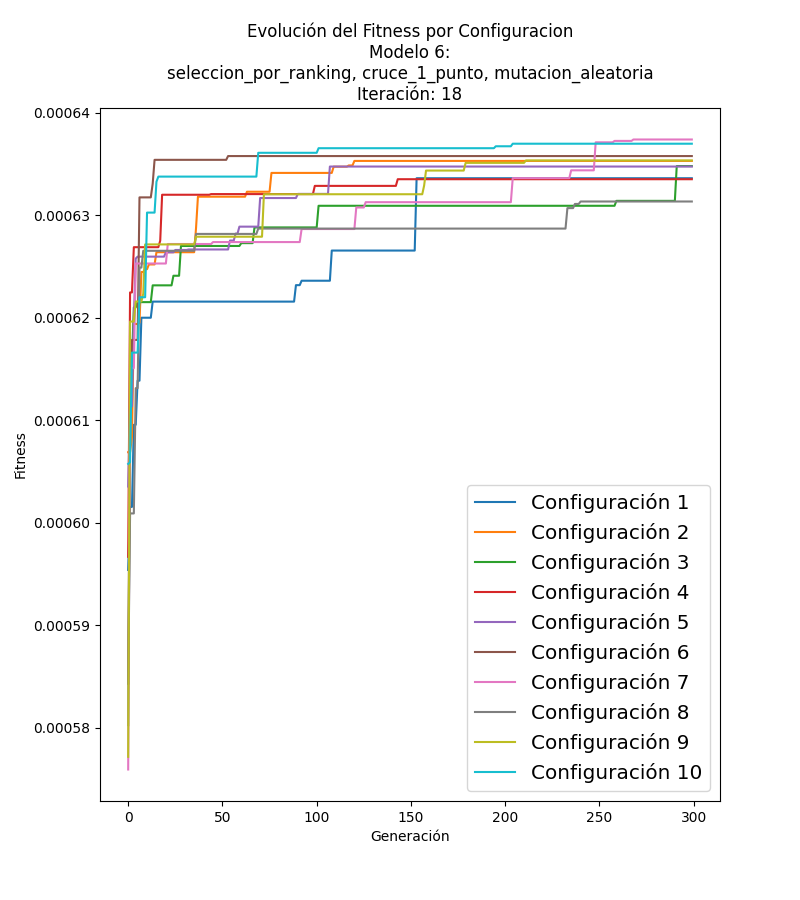 Evolución del Fitness por Configuracion
Modelo 6:
seleccion_por_ranking, cruce_1_punto, mutacion_aleatoria
Iteración: 18
0.00064
0.00063
0.00062
0.00061
0.00060
0.00059
0.00058
Fitness
0
50
100
150
200
250
300
Generación
Configuración 1
Configuración 2
Configuración 3
Configuración 4
Configuración 5
Configuración 6
Configuración 7
Configuración 8
Configuración 9
Configuración 10